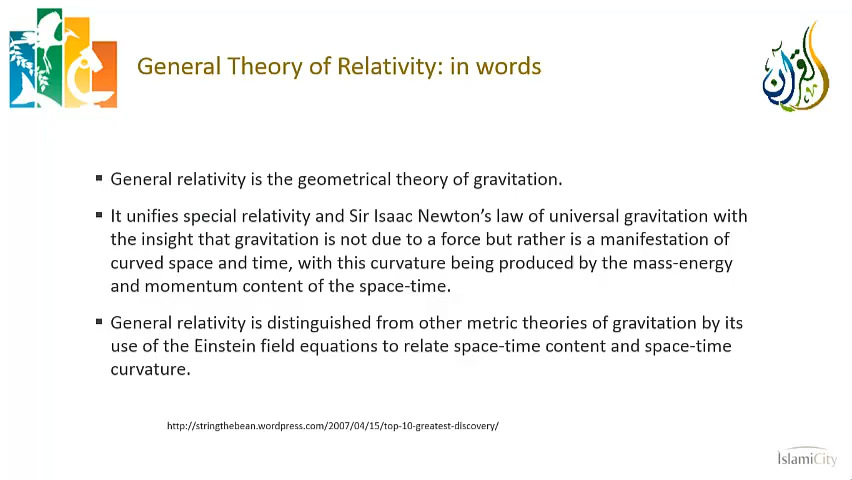 General Theory of Relativity: in words
القرآن
▪ General relativity is the geometrical theory of gravitation.
▪ It unifies special relativity and Sir Isaac Newton’s law of universal gravitation with
the insight that gravitation is not due to a force but rather is a manifestation of
curved space and time, with this curvature being produced by the mass-energy
and momentum content of the space-time.
▪ General relativity is distinguished from other metric theories of gravitation by its
use of the Einstein field equations to relate space-time content and space-time
curvature.
http://stringthebean.wordpress.com/2007/04/15/top-10-greatest-discovery/
IslamiCity